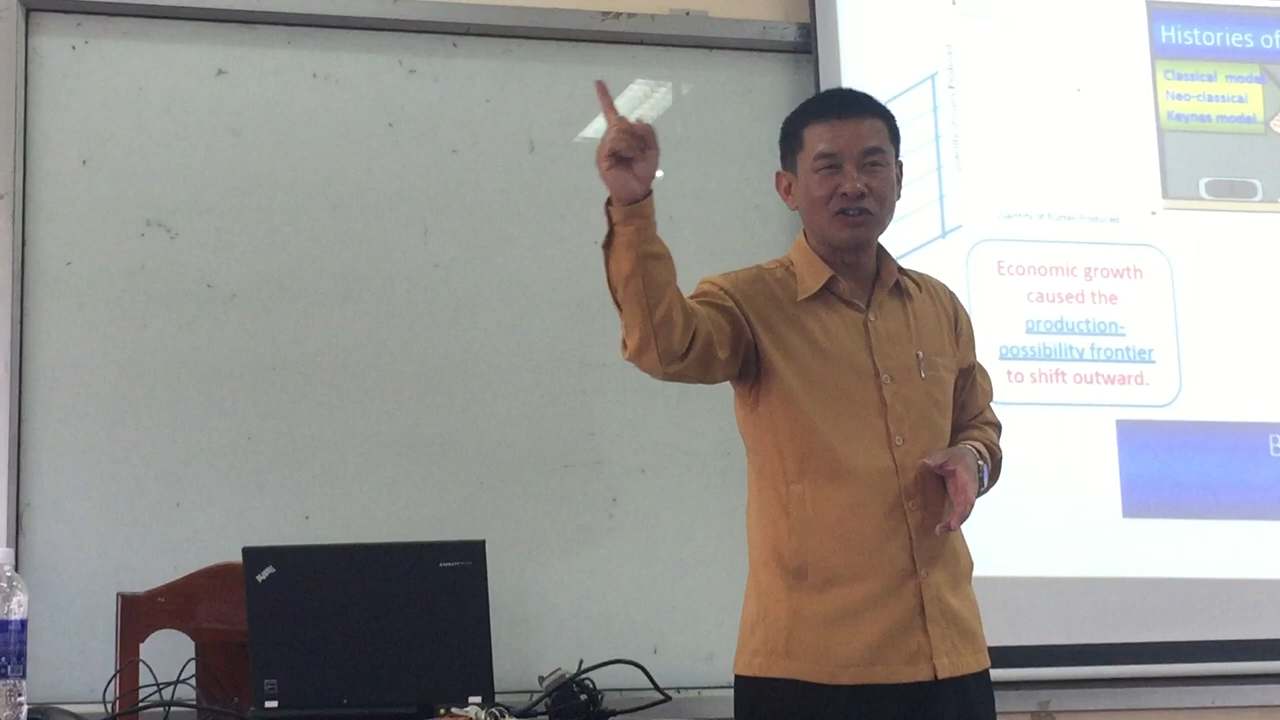 Histories of
Classical model
Neo-classical
Keynes model
Economic growth
caused the
production-
possibility frontier
to shift outward.
B